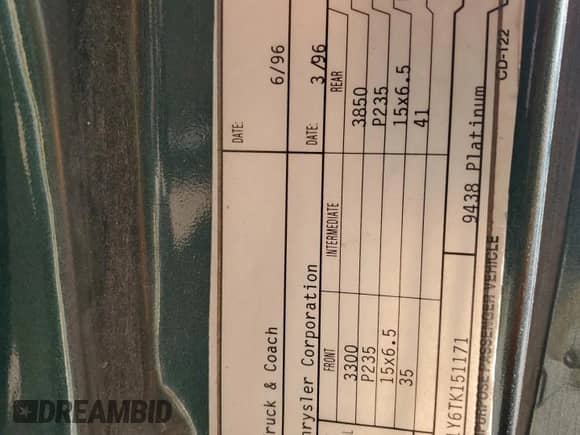 ruck & Coach DATE: 6/96
hrysler Corporation DATE: 3/96
FRONT INTERMEDIATE REAR
3300 3850
P235 P235
15x6.5 15x6.5
35 41
Y6TK151171 9438 Platinum
PURPOSE PASSENGER VEHICLE CD-122
DREAMBID